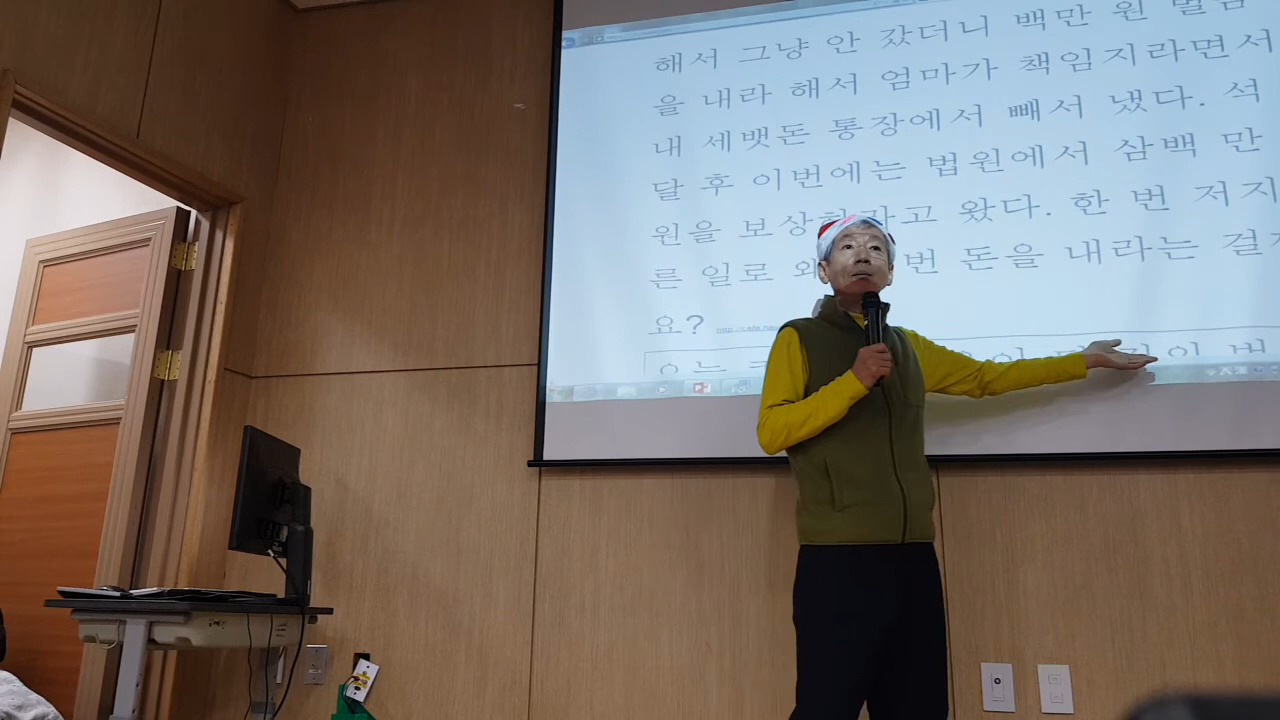 해서 그냥 안 갔더니 백만 원 벌금
을 내라 해서 엄마가 책임지라면서
내 세뱃돈 통장에서 빼서 냈다. 석
달 후 이번에는 법원에서 삼백 만
원을 보상하라고 왔다. 한 번 저지
른 일로 번 돈을 내라는 걸까
요?